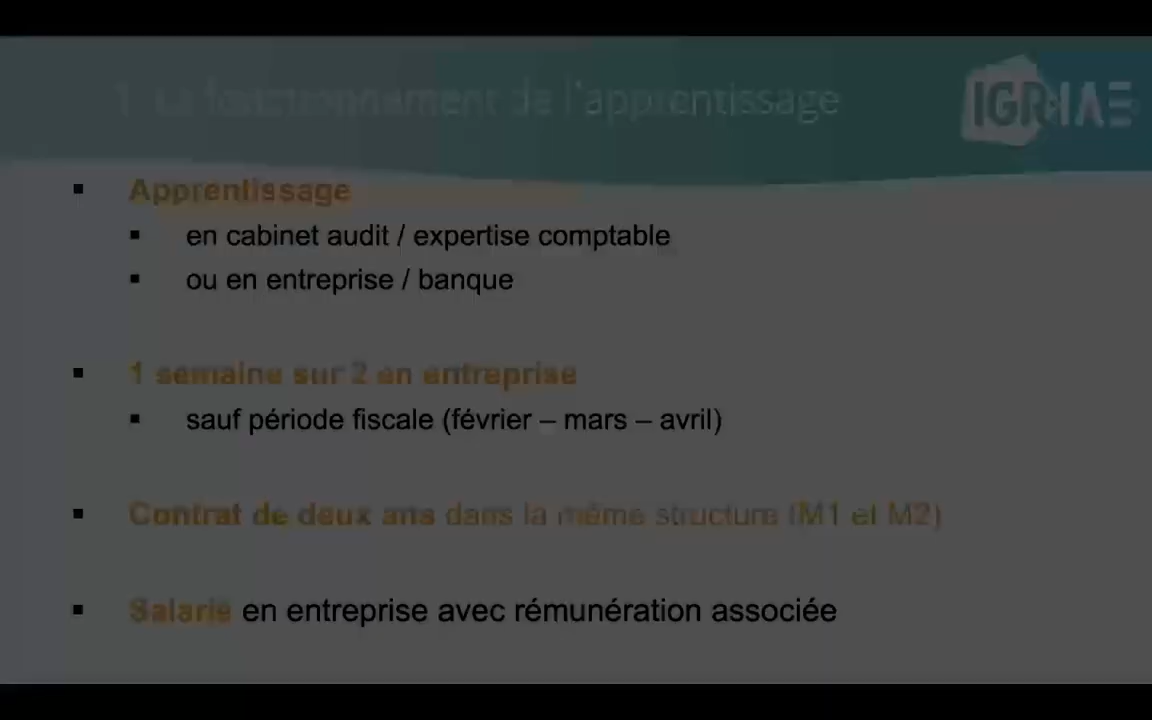 1. Le fonctionnement de l'apprentissage
IGR-IAE
▪ Apprentissage
▪ en cabinet audit / expertise comptable
▪ ou en entreprise / banque
▪ 1 semaine sur 2 en entreprise
▪ sauf période fiscale (février – mars – avril)
▪ Contrat de deux ans dans la même structure (M1 et M2)
▪ Salarié en entreprise avec rémunération associée